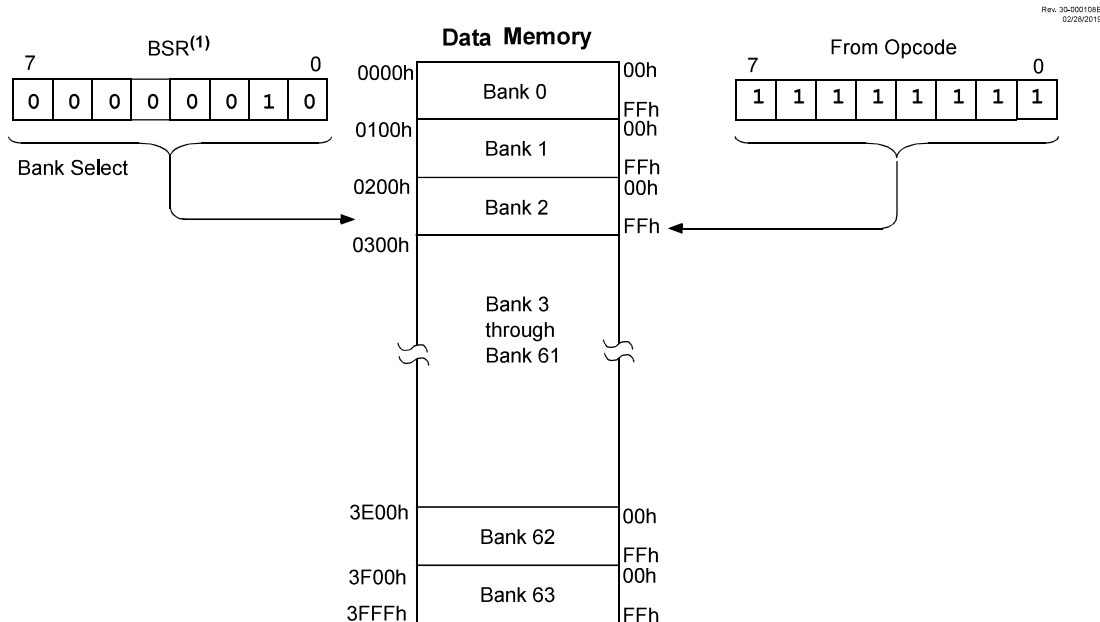 Rev. 30-000108B
02/28/2019
BSR(1)
7 0
0 0 0 0 0 0 1 0
Bank Select
Data Memory
0000h
Bank 0
00h
FFh
0100h
Bank 1
00h
FFh
0200h
Bank 2
00h
FFh
0300h
Bank 3
through
Bank 61
3E00h
Bank 62
00h
FFh
3F00h
Bank 63
00h
3FFFh
FFh
From Opcode
7 0
1 1 1 1 1 1 1 1